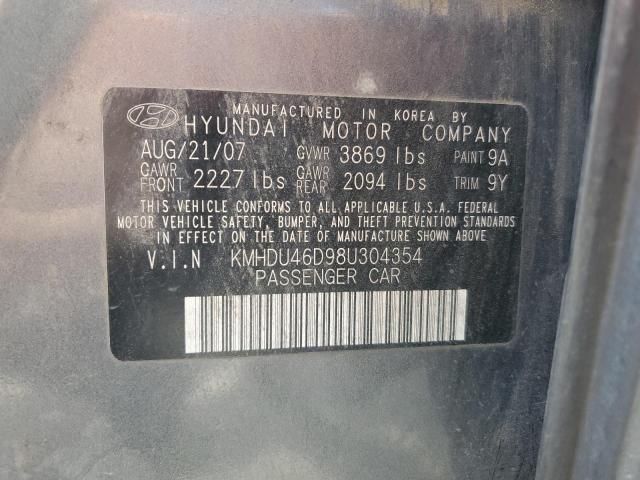 MANUFACTURED IN KOREA BY
HYUNDAI MOTOR COMPANY
AUG/21/07 GVWR 3869 lbs PAINT 9A
GAWR FRONT 2227 lbs GAWR REAR 2094 lbs TRIM 9Y
THIS VEHICLE CONFORMS TO ALL APPLICABLE U.S.A. FEDERAL
MOTOR VEHICLE SAFETY, BUMPER, AND THEFT PREVENTION STANDARDS
IN EFFECT ON THE DATE OF MANUFACTURE SHOWN ABOVE.
V.I.N KMHDU46D98U304354
PASSENGER CAR